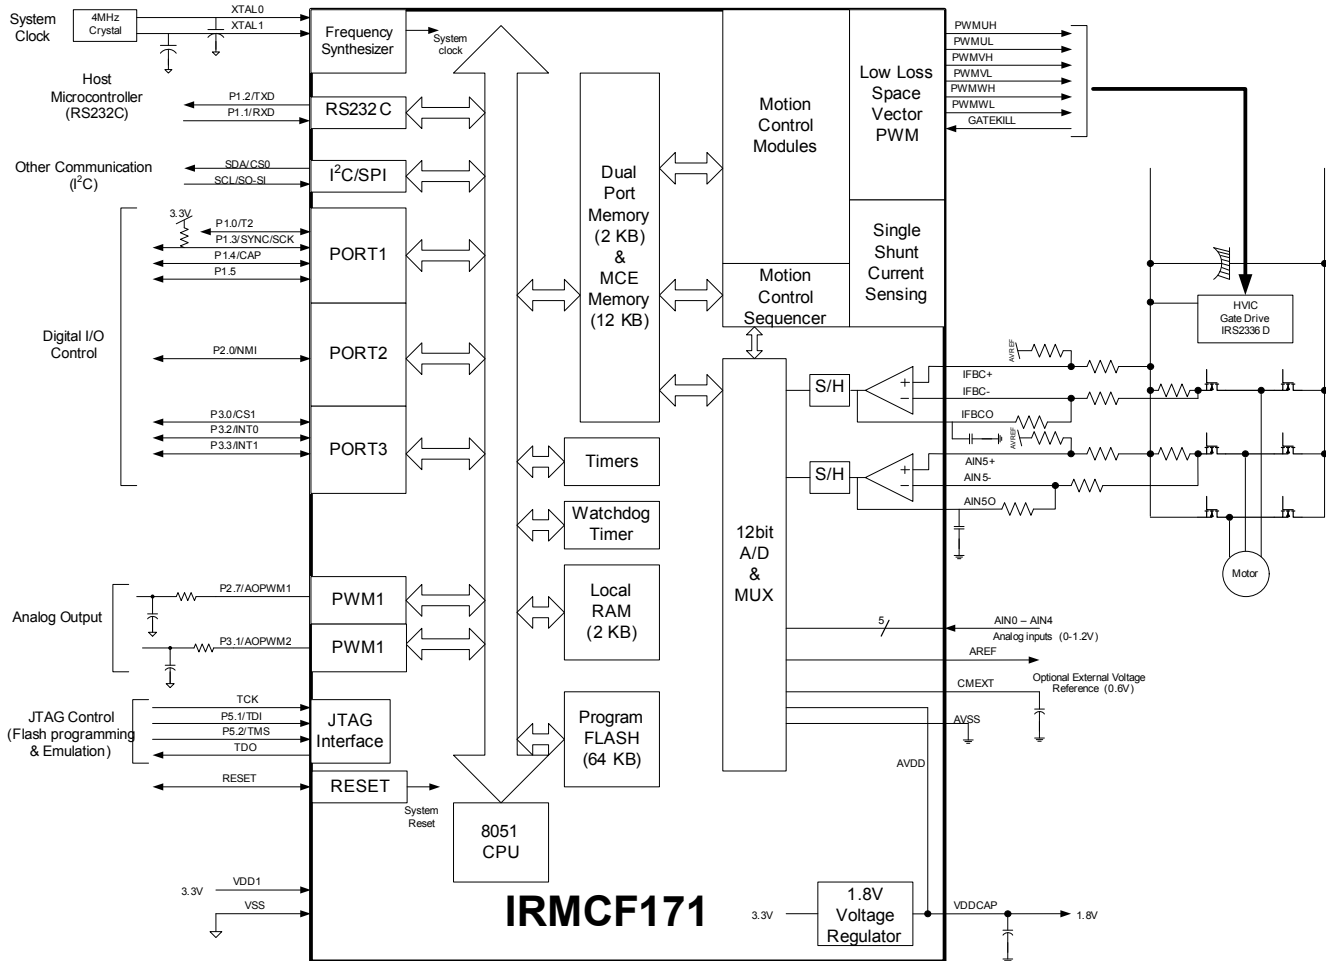 System
Clock
4MHz
Crystal
XTAL0
XTAL1
Frequency
Synthesizer
System
clock
Host
Microcontroller
(RS232C)
P1.2/TXD
P1.1/RXD
RS232C
Other Communication
(I²C)
SDA/CS0
SCL/SO-SI
I²C/SPI
Digital I/O
Control
3.3V
P1.0/T2
P1.3/SYNC/SCK
P1.4/CAP
P1.5
PORT1
P2.0/NMI
PORT2
P3.0/CS1
P3.2/INT0
P3.3/INT1
PORT3
Analog Output
P2.7/AOPWM1
PWM1
P3.1/AOPWM2
PWM1
JTAG Control
(Flash programming
& Emulation)
TCK
P5.1/TDI
P5.2/TMS
TDO
JTAG
Interface
RESET
RESET
System
Reset
3.3V
VDD1
VSS
8051
CPU
Dual
Port
Memory
(2 KB)
&
MCE
Memory
(12 KB)
Timers
Watchdog
Timer
Local
RAM
(2 KB)
Program
FLASH
(64 KB)
Motion
Control
Modules
Motion
Control
Sequencer
Low Loss
Space
Vector
PWM
Single
Shunt
Current
Sensing
12bit
A/D
&
MUX
S/H
S/H
+
−
+
−
PWMUH
PWMUL
PWMVH
PWMVL
PWMWH
PWMWL
GATEKILL
HVIC
Gate Drive
IRS2336D
AVREF
IFBC+
IFBC-
IFBCO
AVREF
AIN5+
AIN5-
AIN5O
Motor
5
AIN0 – AIN4
Analog inputs (0-1.2V)
AREF
Optional External Voltage
Reference (0.6V)
CMEXT
AVSS
AVDD
IRMCF171
3.3V
1.8V
Voltage
Regulator
VDDCAP
1.8V